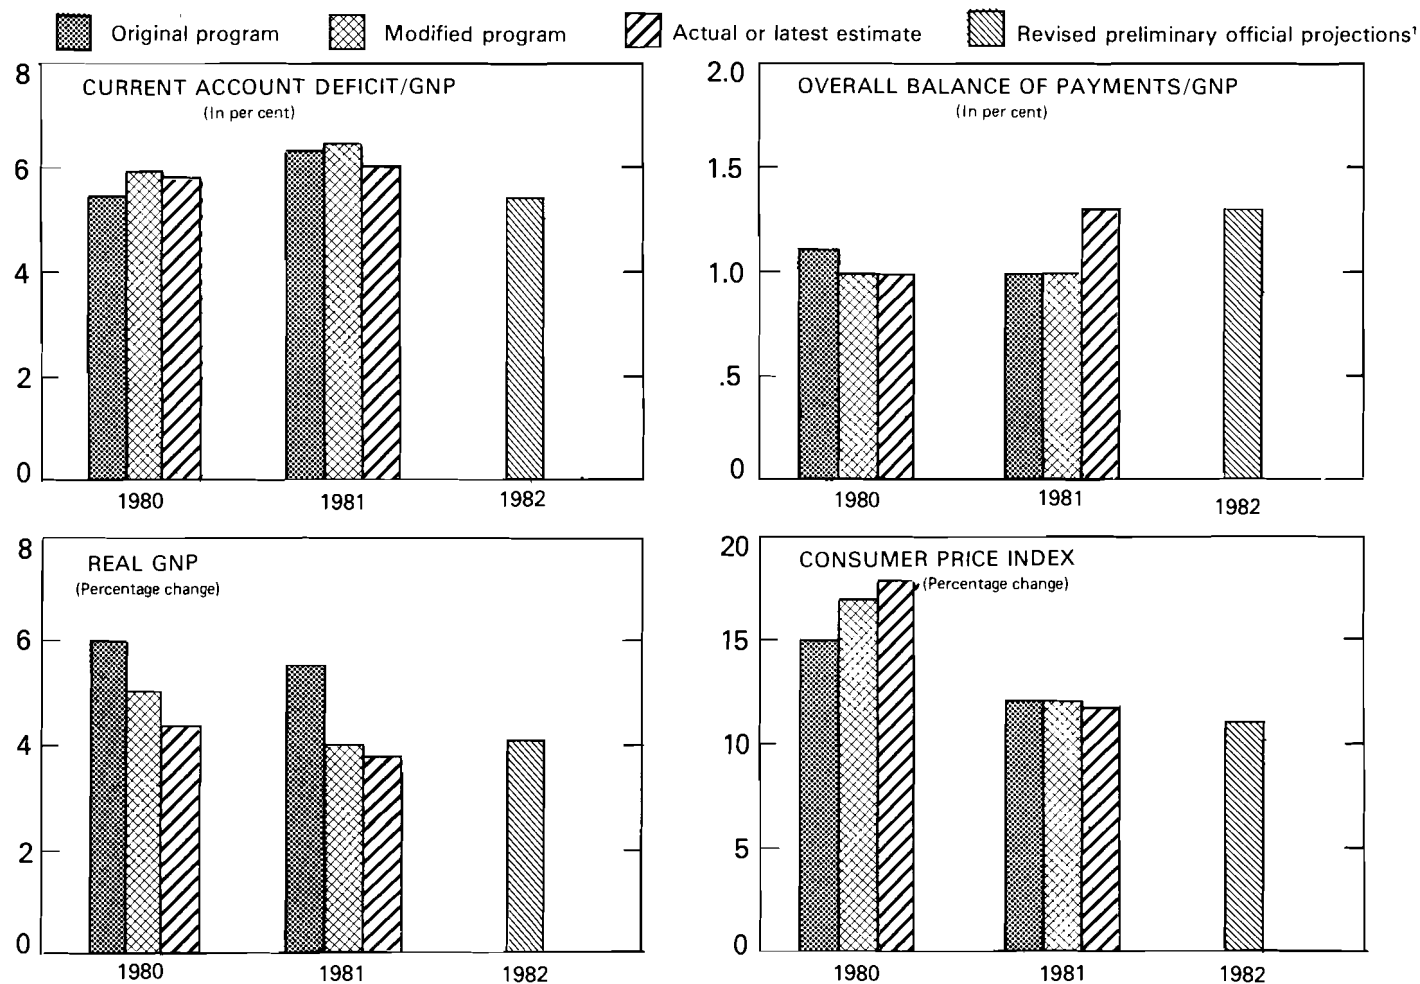 Original program
Modified program
Actual or latest estimate
Revised preliminary official projections¹
8
CURRENT ACCOUNT DEFICIT/GNP
(In per cent)
6
4
2
0
1980
1981
1982
2.0
OVERALL BALANCE OF PAYMENTS/GNP
(In per cent)
1.5
1.0
.5
0
1980
1981
1982
8
REAL GNP
(Percentage change)
6
4
2
0
1980
1981
1982
20
CONSUMER PRICE INDEX
(Percentage change)
15
10
5
0
1980
1981
1982